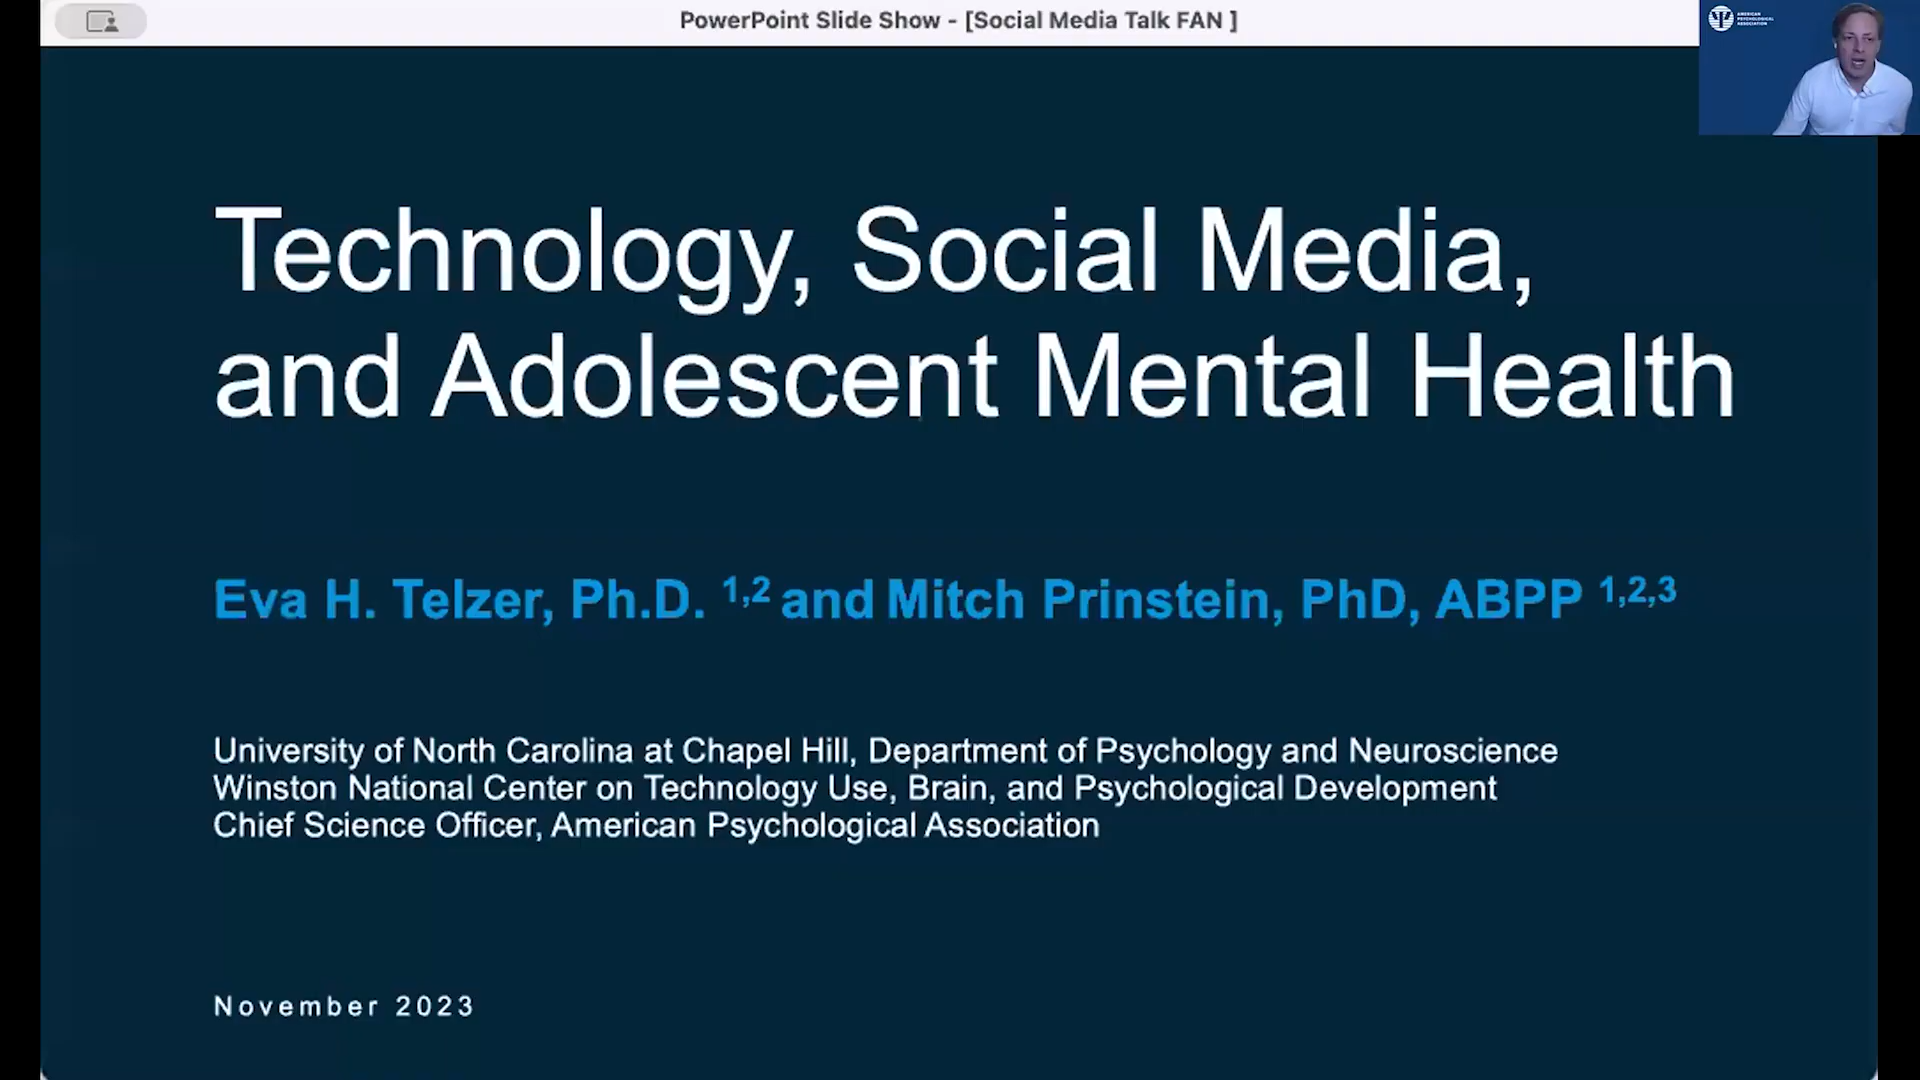 PowerPoint Slide Show - [Social Media Talk FAN ]
AMERICAN
PSYCHOLOGICAL
ASSOCIATION
Technology, Social Media,
and Adolescent Mental Health
Eva H. Telzer, Ph.D. 1,2 and Mitch Prinstein, PhD, ABPP 1,2,3
University of North Carolina at Chapel Hill, Department of Psychology and Neuroscience
Winston National Center on Technology Use, Brain, and Psychological Development
Chief Science Officer, American Psychological Association
November 2023